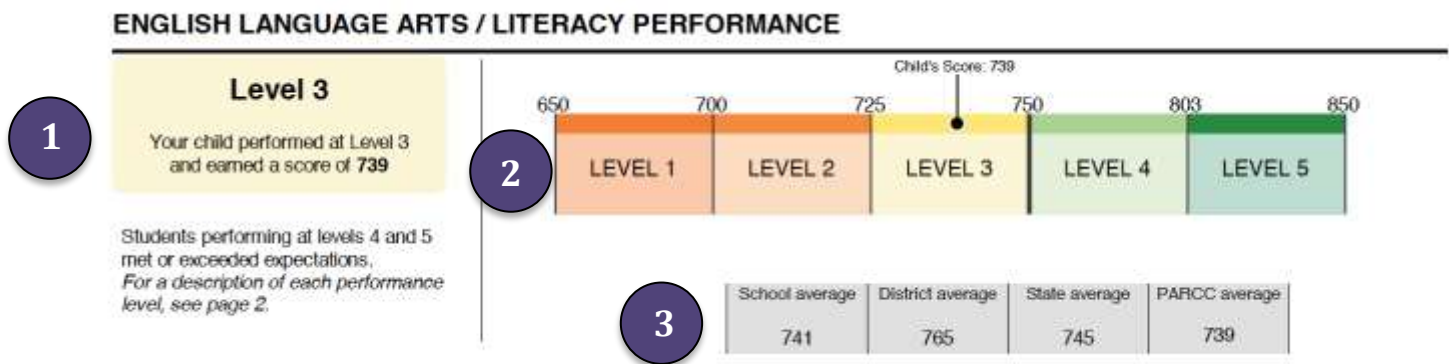 ENGLISH LANGUAGE ARTS / LITERACY PERFORMANCE
1
Level 3
Your child performed at Level 3
and earned a score of 739
Students performing at levels 4 and 5
met or exceeded expectations.
For a description of each performance
level, see page 2.
2
Child's Score: 739
650 700 725 750 803 850
LEVEL 1 LEVEL 2 LEVEL 3 LEVEL 4 LEVEL 5
3
School average District average State average PARCC average
741 765 745 739